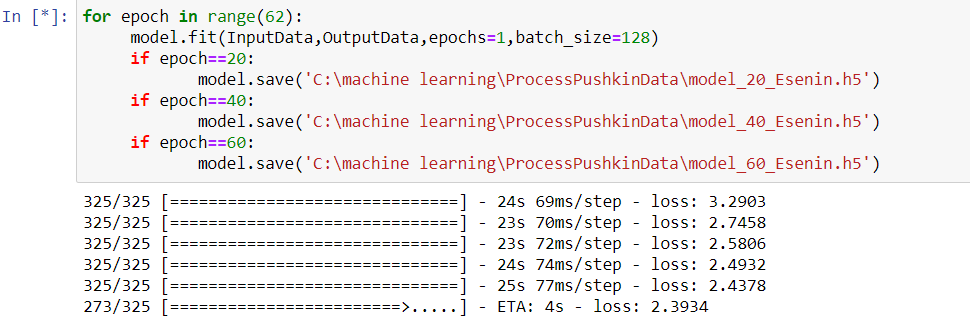 In [*]: for epoch in range(62):
model.fit(InputData,OutputData,epochs=1,batch_size=128)
if epoch==20:
model.save('C:\machine learning\ProcessPushkinData\model_20_Esenin.h5')
if epoch==40:
model.save('C:\machine learning\ProcessPushkinData\model_40_Esenin.h5')
if epoch==60:
model.save('C:\machine learning\ProcessPushkinData\model_60_Esenin.h5')
325/325 [==============================] - 24s 69ms/step - loss: 3.2903
325/325 [==============================] - 23s 70ms/step - loss: 2.7458
325/325 [==============================] - 23s 72ms/step - loss: 2.5806
325/325 [==============================] - 24s 74ms/step - loss: 2.4932
325/325 [==============================] - 25s 77ms/step - loss: 2.4378
273/325 [========================>.....] - ETA: 4s - loss: 2.3934